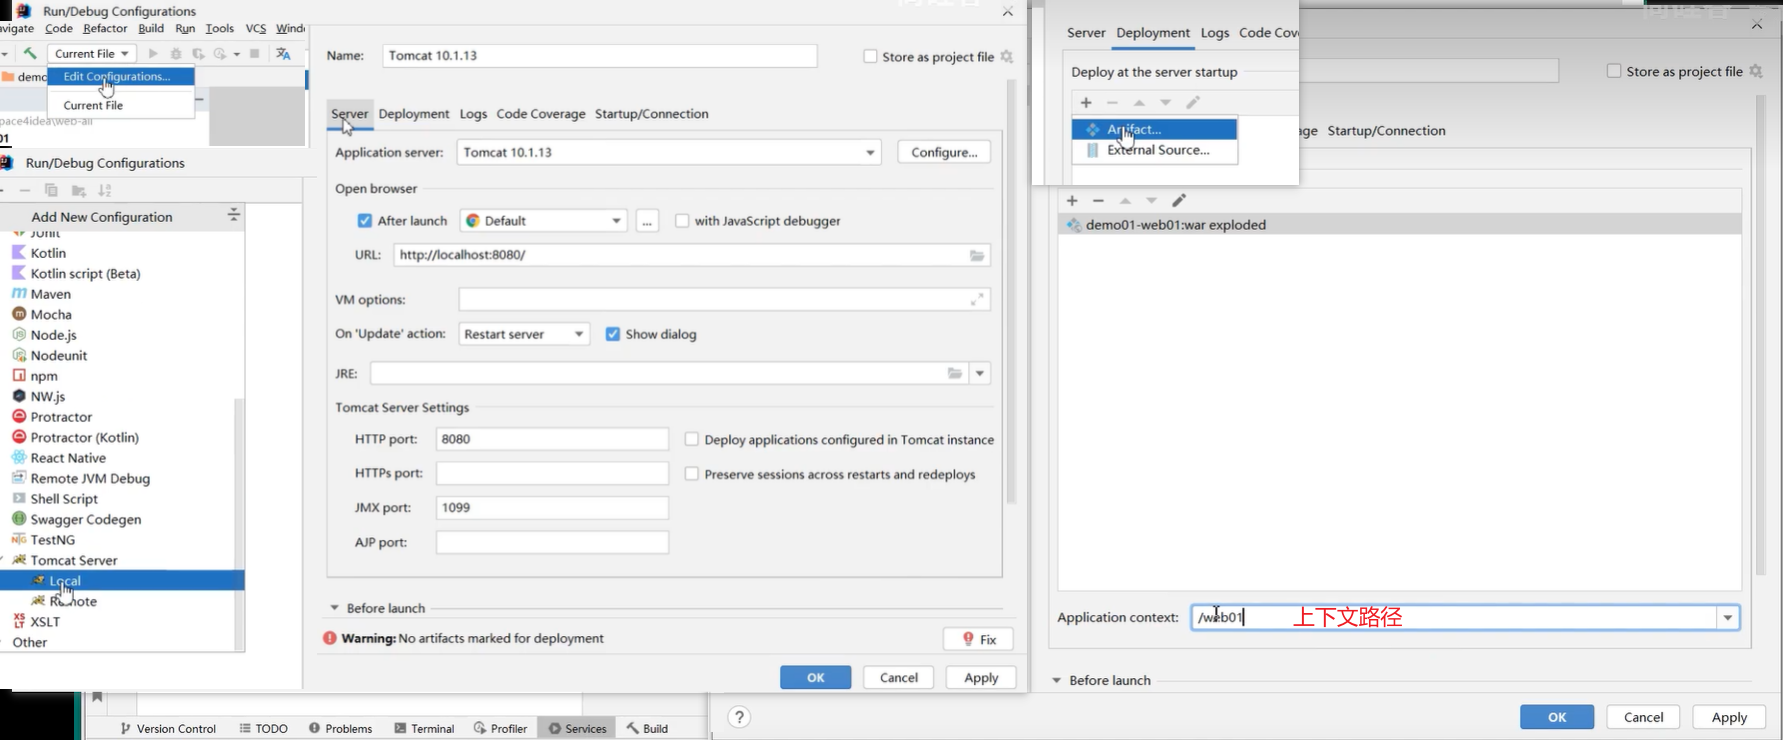 Run/Debug Configurations
avigate Code Refactor Build Run Tools VCS Wind
Current File
demo
Edit Configurations...
Current File
pace4idea\web-all
01
Run/Debug Configurations
Add New Configuration
JUnit
Kotlin
Kotlin script (Beta)
Maven
Mocha
Node.js
Nodeunit
npm
NW.js
Protractor
Protractor (Kotlin)
React Native
Remote JVM Debug
Shell Script
Swagger Codegen
TestNG
Tomcat Server
Local
Remote
XSLT
Other
Name: Tomcat 10.1.13
Store as project file
Server Deployment Logs Code Coverage Startup/Connection
Application server: Tomcat 10.1.13 Configure...
Open browser
After launch Default ... with JavaScript debugger
URL: http://localhost:8080/
VM options:
On 'Update' action: Restart server Show dialog
JRE:
Tomcat Server Settings
HTTP port: 8080 Deploy applications configured in Tomcat instance
HTTPs port: Preserve sessions across restarts and redeploys
JMX port: 1099
AJP port:
Before launch
Warning: No artifacts marked for deployment Fix
OK Cancel Apply
Server Deployment Logs Code Cov
Deploy at the server startup
Artifact...
External Source...
Store as project file
age Startup/Connection
demo01-web01:war exploded
Application context: /web01 上下文路径
Before launch
? OK Cancel Apply
Version Control TODO Problems Terminal Profiler Services Build